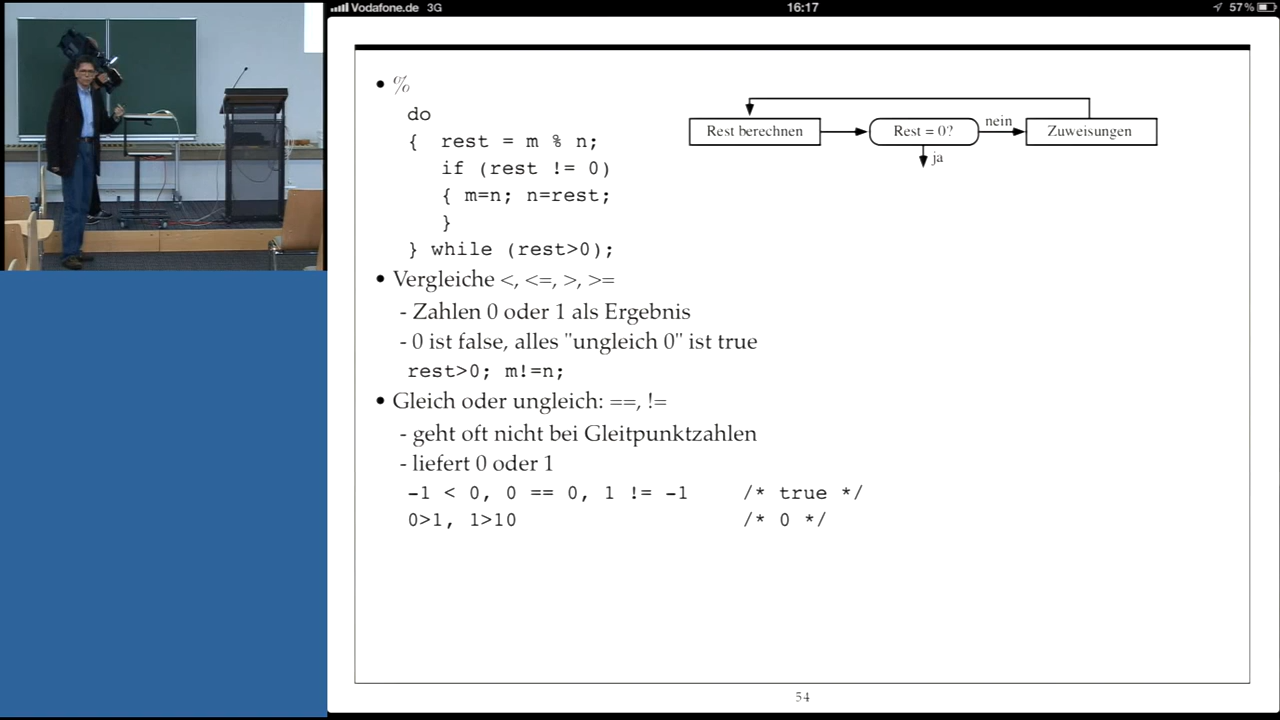 Vodafone.de 3G 16:17 57%
• %
do
{ rest = m % n;
if (rest != 0)
{ m=n; n=rest;
}
} while (rest>0);
Rest berechnen Rest = 0? nein Zuweisungen
ja
• Vergleiche <, <=, >, >=
- Zahlen 0 oder 1 als Ergebnis
- 0 ist false, alles "ungleich 0" ist true
rest>0; m!=n;
• Gleich oder ungleich: ==, !=
- geht oft nicht bei Gleitpunktzahlen
- liefert 0 oder 1
-1 < 0, 0 == 0, 1 != -1 /* true */
0>1, 1>10 /* 0 */
54